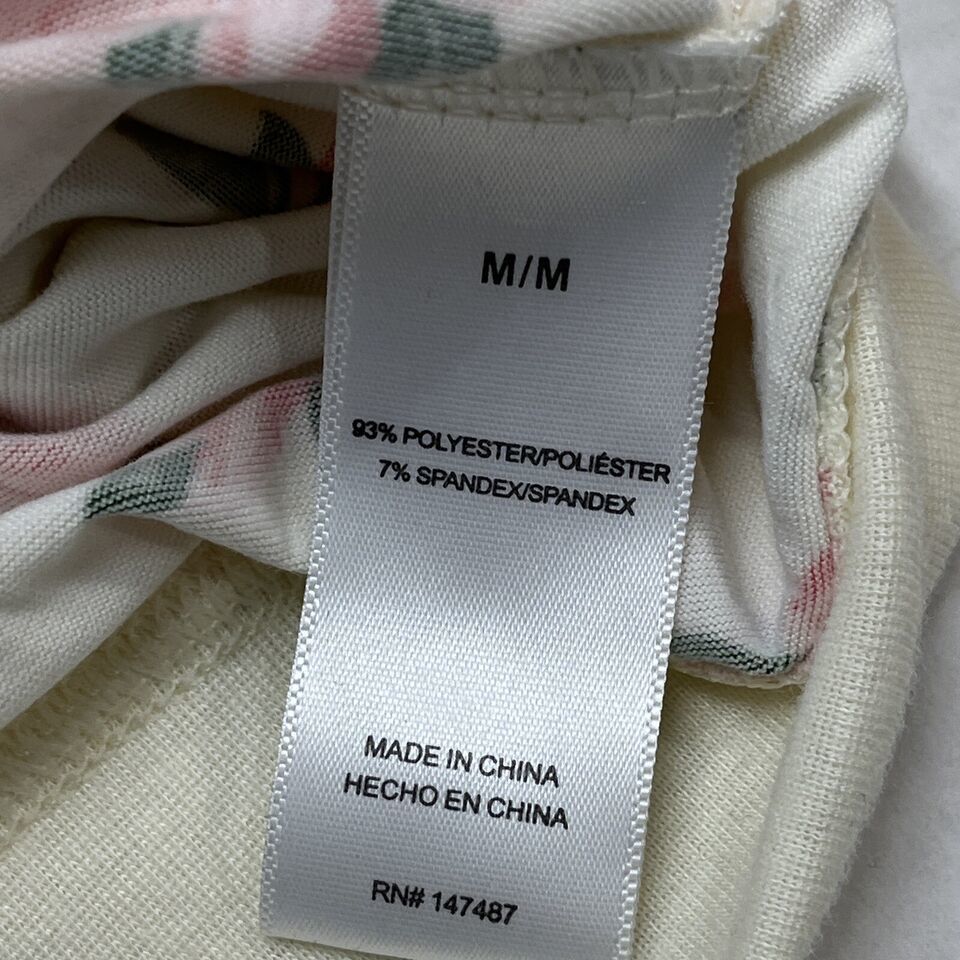 M/M
93% POLYESTER/POLIÉSTER
7% SPANDEX/SPANDEX
MADE IN CHINA
HECHO EN CHINA
RN# 147487